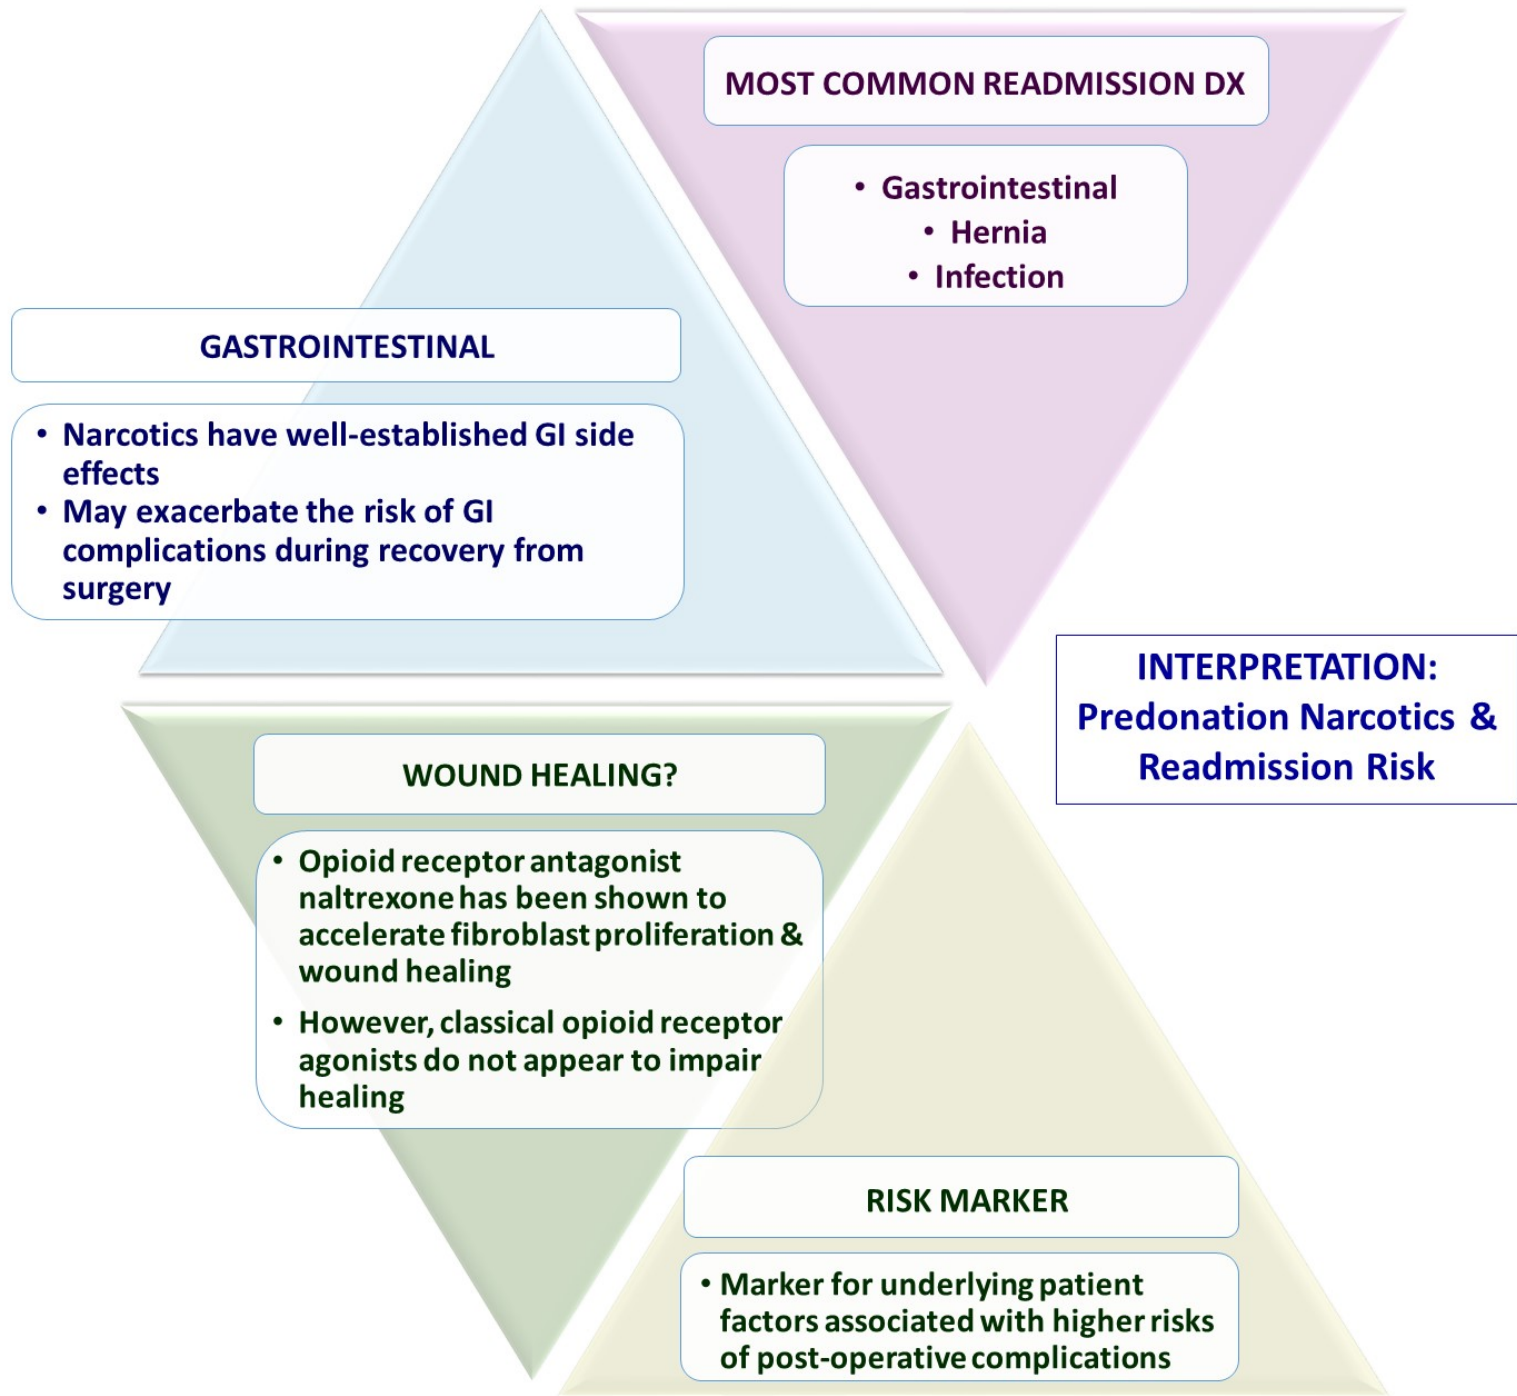 MOST COMMON READMISSION DX
• Gastrointestinal
• Hernia
• Infection
GASTROINTESTINAL
• Narcotics have well-established GI side
effects
• May exacerbate the risk of GI
complications during recovery from
surgery
INTERPRETATION:
Predonation Narcotics &
Readmission Risk
WOUND HEALING?
• Opioid receptor antagonist
naltrexone has been shown to
accelerate fibroblast proliferation &
wound healing
• However, classical opioid receptor
agonists do not appear to impair
healing
RISK MARKER
• Marker for underlying patient
factors associated with higher risks
of post-operative complications